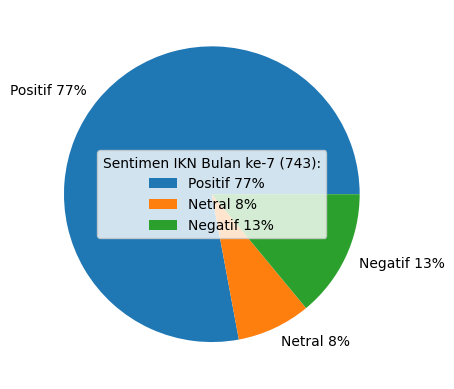 Positif 77%
Sentimen IKN Bulan ke-7 (743):
Positif 77%
Netral 8%
Negatif 13%
Negatif 13%
Netral 8%